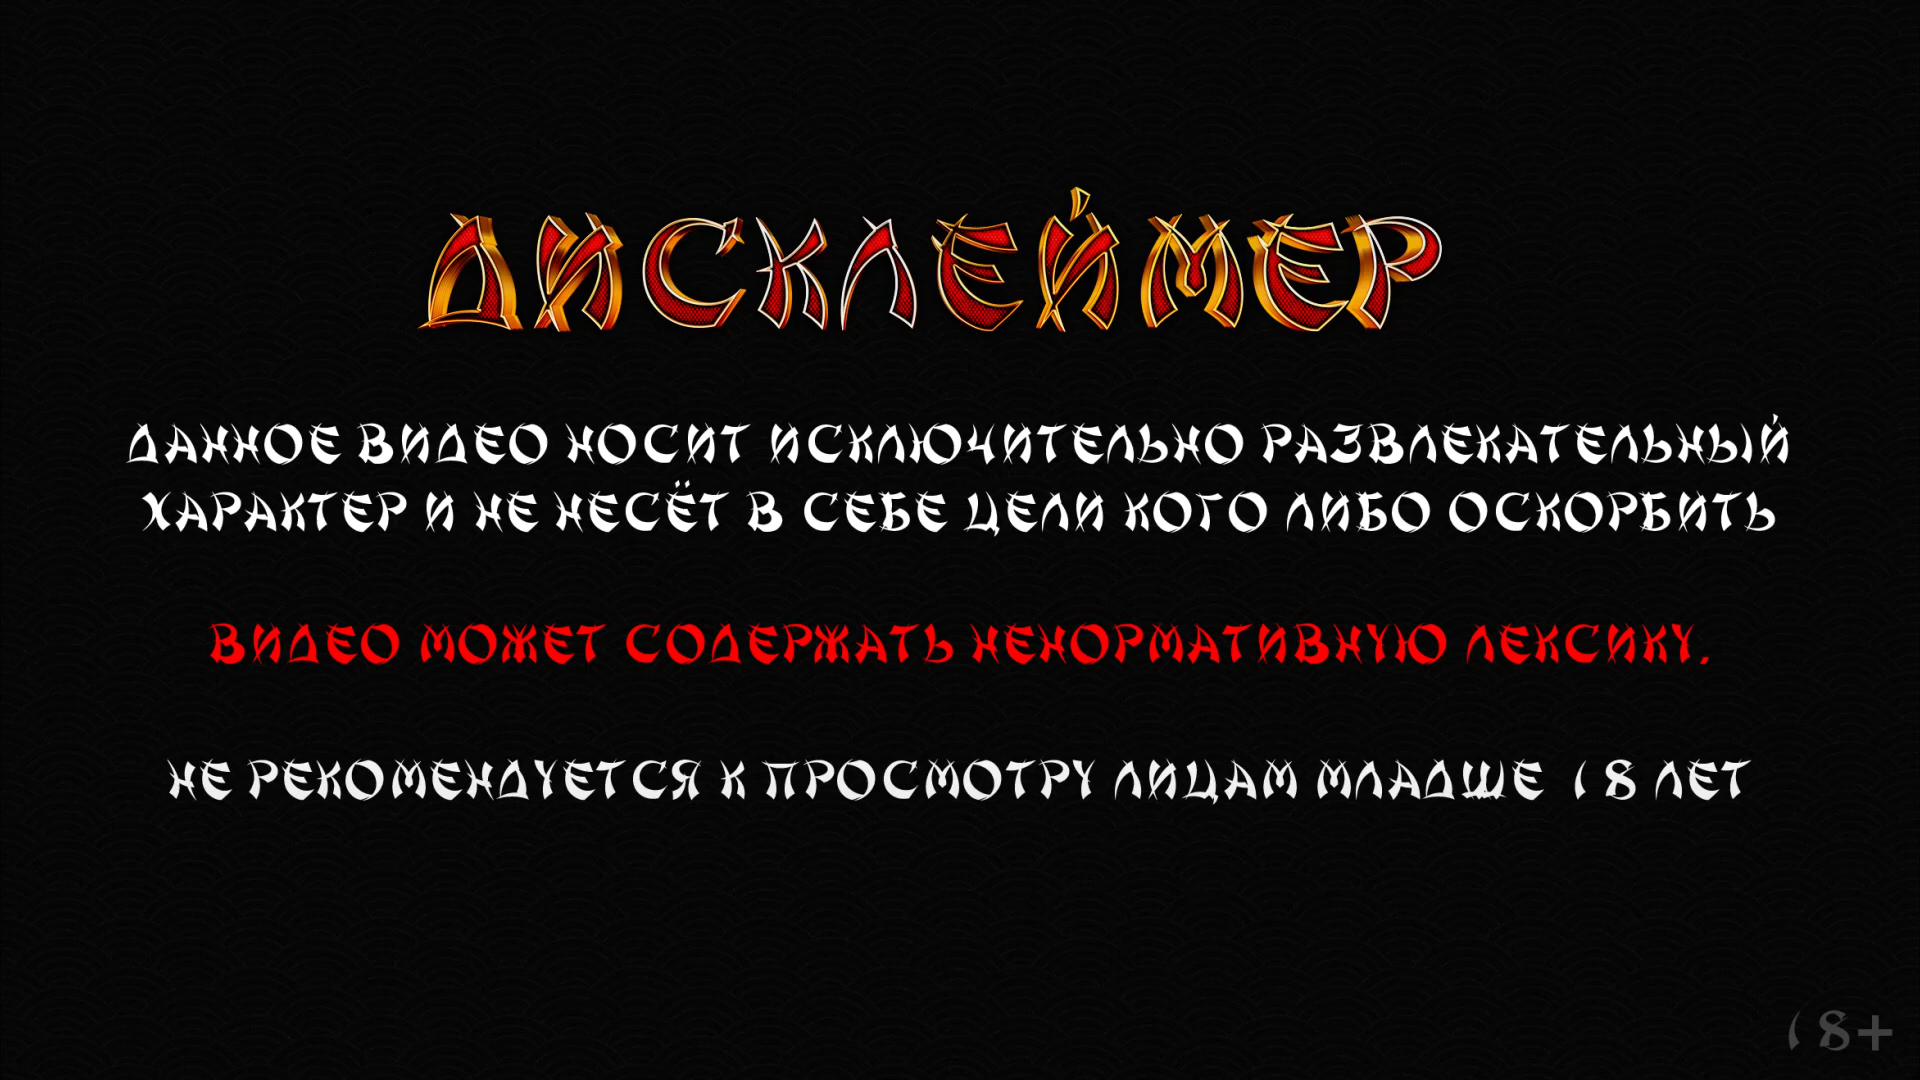 ДИСКЛЕЙМЕР
ДАННОЕ ВИДЕО НОСИТ ИСКЛЮЧИТЕЛЬНО РАЗВЛЕКАТЕЛЬНЫЙ
ХАРАКТЕР И НЕ НЕСЁТ В СЕБЕ ЦЕЛИ КОГО ЛИБО ОСКОРБИТЬ
ВИДЕО МОЖЕТ СОДЕРЖАТЬ НЕНОРМАТИВНУЮ ЛЕКСИКУ.
НЕ РЕКОМЕНДУЕТСЯ К ПРОСМОТРУ ЛИЦАМ МЛАДШЕ 18 ЛЕТ
18+